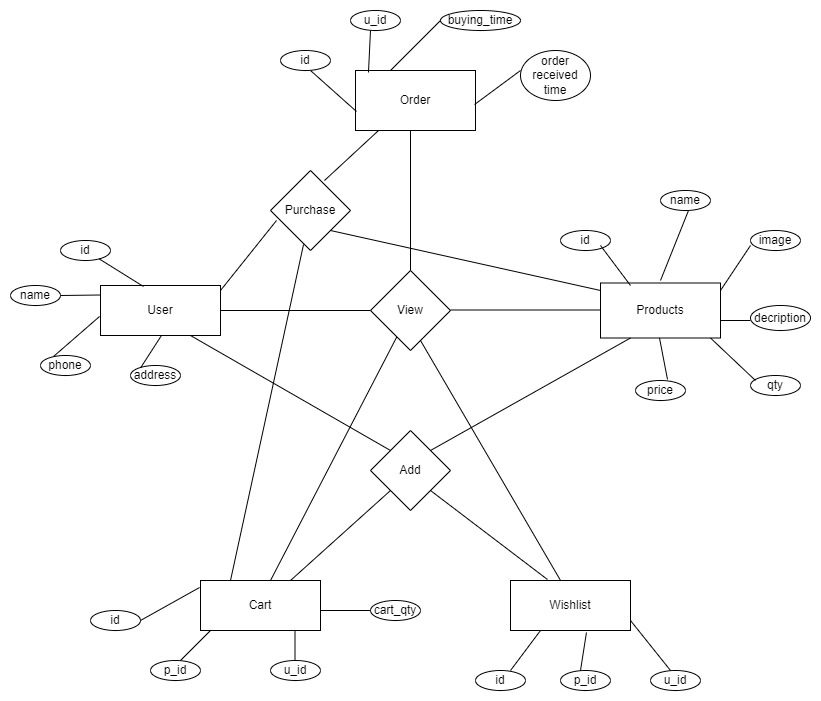 u_id
buying_time
id
order
received
time
Order
name
Purchase
id
image
id
name
User
View
Products
decription
phone
address
price
qty
Add
Cart
Wishlist
id
cart_qty
p_id
u_id
id
p_id
u_id